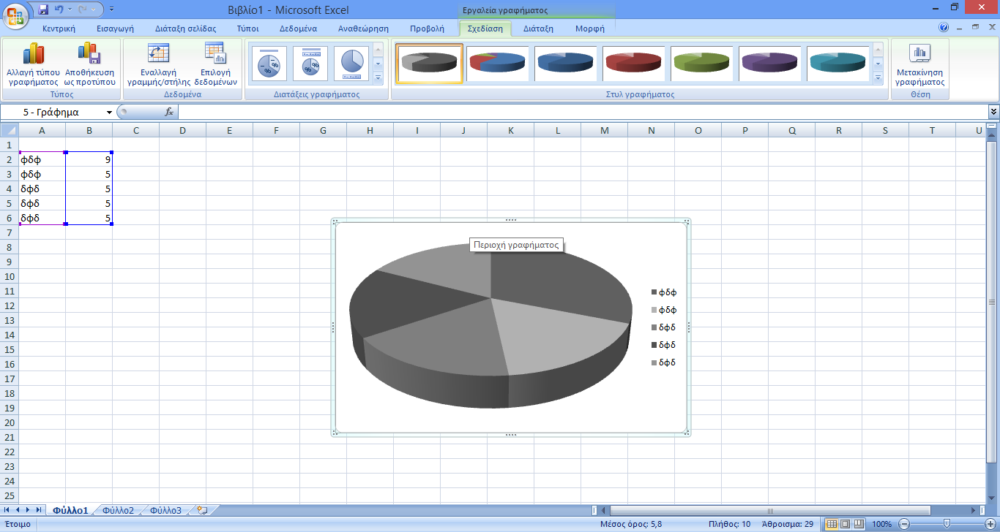 Βιβλίο1 - Microsoft Excel
Εργαλεία γραφήματος
Κεντρική Εισαγωγή Διάταξη σελίδας Τύποι Δεδομένα Αναθεώρηση Προβολή Σχεδίαση Διάταξη Μορφή
Αλλαγή τύπου γραφήματος
Αποθήκευση ως προτύπου
Τύπος
Εναλλαγή γραμμής/στήλης
Επιλογή δεδομένων
Δεδομένα
Διατάξεις γραφήματος
Στυλ γραφήματος
Μετακίνηση γραφήματος
Θέση
5 - Γράφημα fx
A B C D E F G H I J K L M N O P Q R S T U
1
2 φδφ 9
3 φδφ 5
4 δφδ 5
5 δφδ 5
6 δφδ 5
7
8
9
10
11
12
13
14
15
16
17
18
19
20
21
22
23
24
25
Περιοχή γραφήματος
φδφ
φδφ
δφδ
δφδ
δφδ
Φύλλο1 Φύλλο2 Φύλλο3
Έτοιμο Μέσος όρος: 5,8 Πλήθος: 10 Άθροισμα: 29 100%